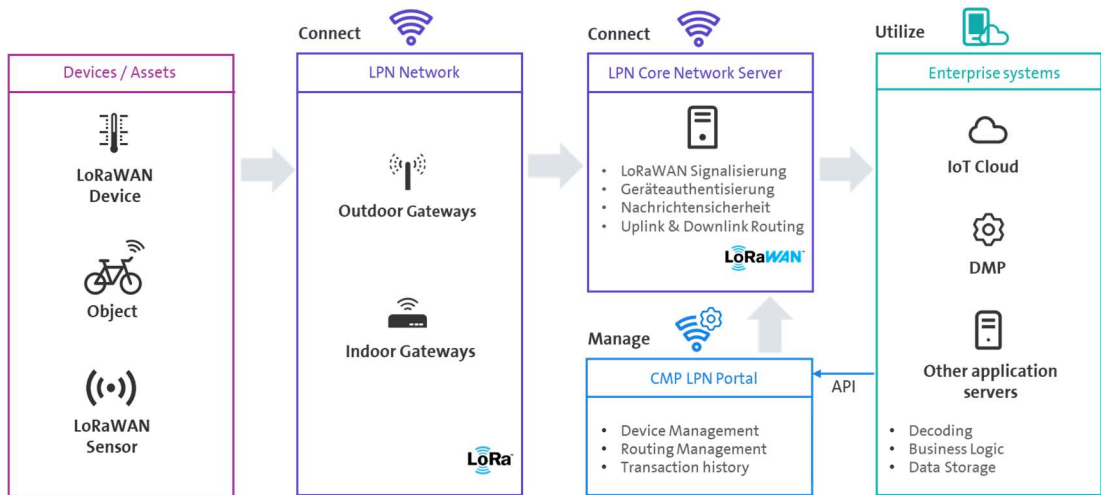 Connect
Connect
Utilize
Devices / Assets
LoRaWAN
Device
Object
LoRaWAN
Sensor
LPN Network
Outdoor Gateways
Indoor Gateways
LoRa
LPN Core Network Server
• LoRaWAN Signalisierung
• Geräteauthentisierung
• Nachrichtensicherheit
• Uplink & Downlink Routing
LoRaWAN™
Manage
CMP LPN Portal
• Device Management
• Routing Management
• Transaction history
API
Enterprise systems
IoT Cloud
DMP
Other application
servers
• Decoding
• Business Logic
• Data Storage